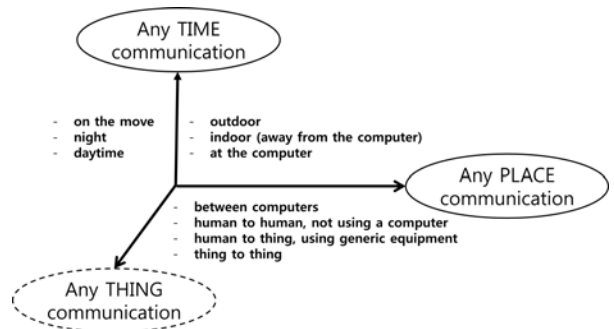 Any TIME
communication
- on the move
- night
- daytime
- outdoor
- indoor (away from the computer)
- at the computer
Any PLACE
communication
- between computers
- human to human, not using a computer
- human to thing, using generic equipment
- thing to thing
Any THING
communication